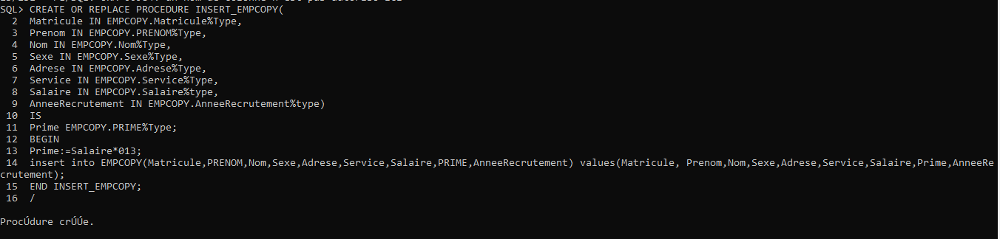 SQL> CREATE OR REPLACE PROCEDURE INSERT_EMPCOPY(
2 Matricule IN EMPCOPY.Matricule%Type,
3 Prenom IN EMPCOPY.PRENOM%Type,
4 Nom IN EMPCOPY.Nom%Type,
5 Sexe IN EMPCOPY.Sexe%Type,
6 Adrese IN EMPCOPY.Adrese%Type,
7 Service IN EMPCOPY.Service%Type,
8 Salaire IN EMPCOPY.Salaire%type,
9 AnneeRecrutement IN EMPCOPY.AnneeRecrutement%type)
10 IS
11 Prime EMPCOPY.PRIME%Type;
12 BEGIN
13 Prime:=Salaire*013;
14 insert into EMPCOPY(Matricule,PRENOM,Nom,Sexe,Adrese,Service,Salaire,PRIME,AnneeRecrutement) values(Matricule, Prenom,Nom,Sexe,Adrese,Service,Salaire,Prime,AnneeRe
crutement);
15 END INSERT_EMPCOPY;
16 /
ProcÚdure crÚÚe.